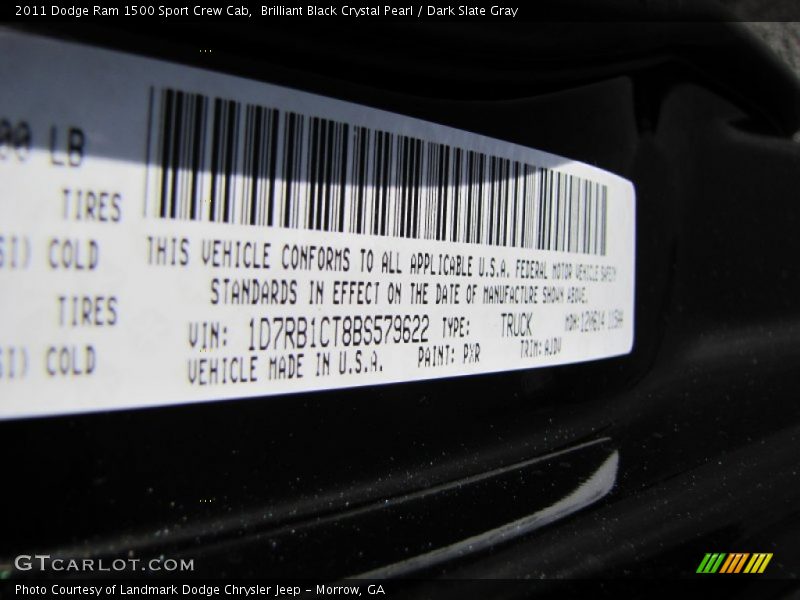 2011 Dodge Ram 1500 Sport Crew Cab,  Brilliant Black Crystal Pearl / Dark Slate Gray
00 LB
TIRES
SI) COLD
THIS VEHICLE CONFORMS TO ALL APPLICABLE U.S.A. FEDERAL MOTOR VEHICLE SAFETY
STANDARDS IN EFFECT ON THE DATE OF MANUFACTURE SHOWN ABOVE.
TIRES
VIN: 1D7RB1CT8BS579622 TYPE: TRUCK MDH:
SI) COLD
VEHICLE MADE IN U.S.A. PAINT: PXR TRIM: AJDV
GTCARLOT.COM
Photo Courtesy of Landmark Dodge Chrysler Jeep - Morrow, GA